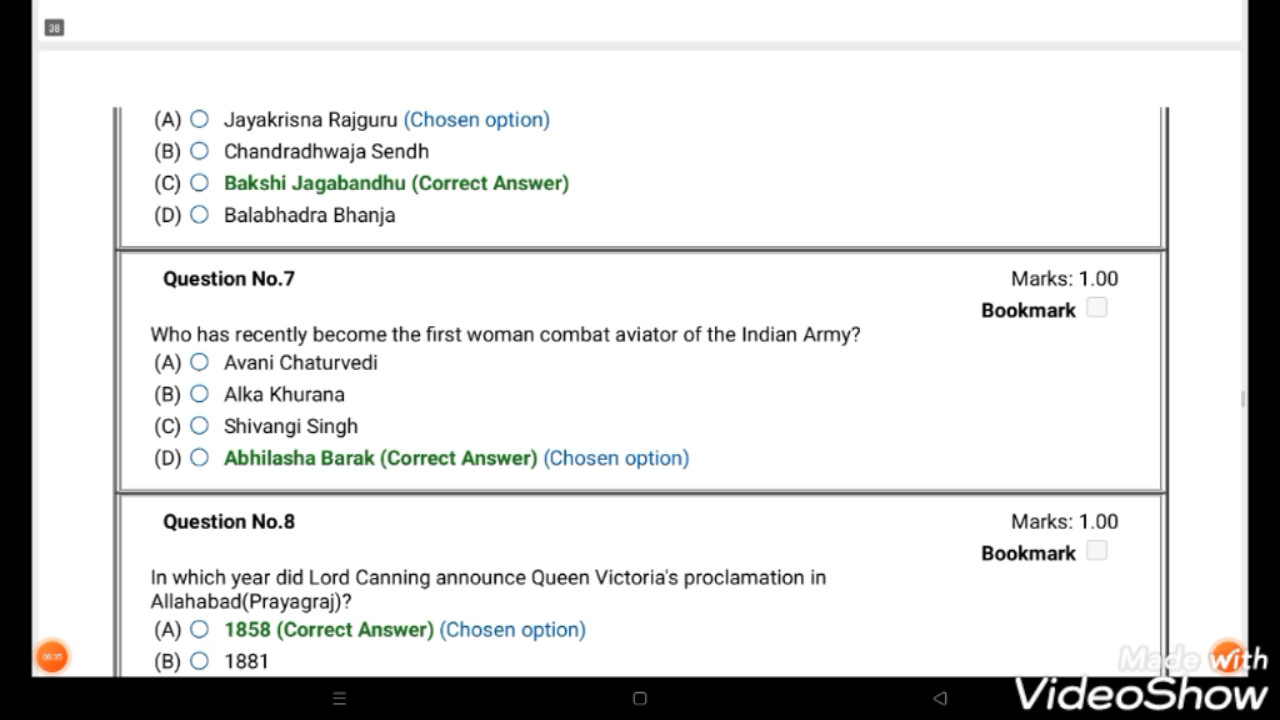 38
(A) Jayakrisna Rajguru (Chosen option)
(B) Chandradhwaja Sendh
(C) Bakshi Jagabandhu (Correct Answer)
(D) Balabhadra Bhanja
Question No.7 Marks: 1.00
Bookmark
Who has recently become the first woman combat aviator of the Indian Army?
(A) Avani Chaturvedi
(B) Alka Khurana
(C) Shivangi Singh
(D) Abhilasha Barak (Correct Answer) (Chosen option)
Question No.8 Marks: 1.00
Bookmark
In which year did Lord Canning announce Queen Victoria's proclamation in
Allahabad(Prayagraj)?
(A) 1858 (Correct Answer) (Chosen option)
(B) 1881
Made with
VideoShow